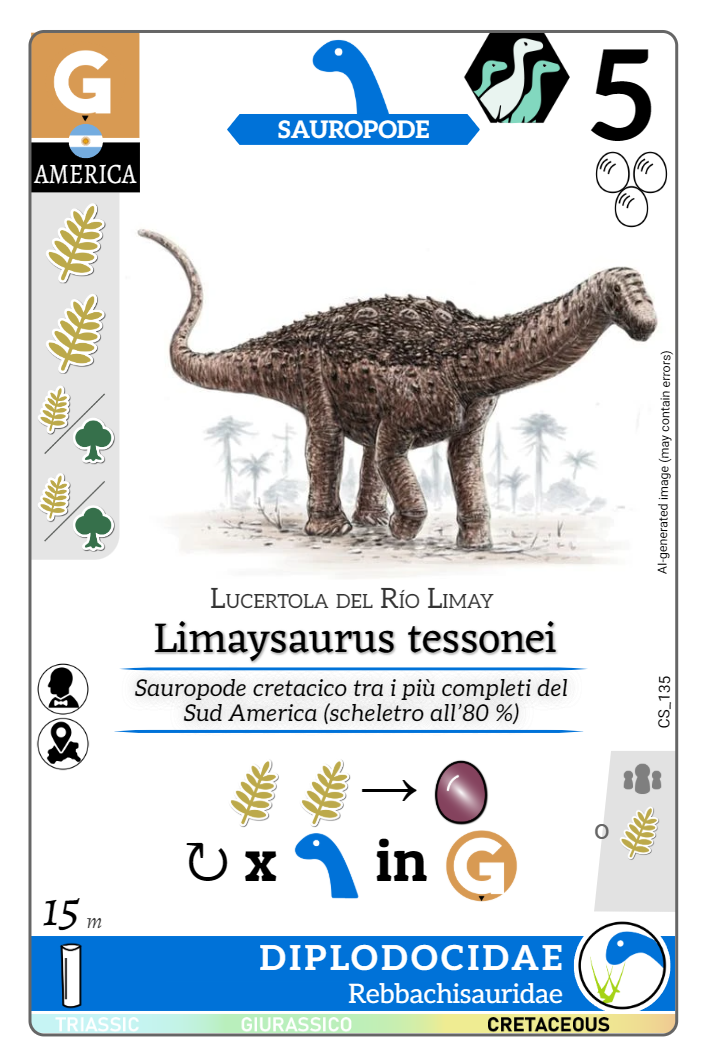 G
SAUROPODE
5
AMERICA
AI-generated image (may contain errors)
Lucertola del Río Limay
Limaysaurus tessonei
Sauropode cretacico tra i più completi del
Sud America (scheletro all'80 %)
CS_135
→
o
↻ x in G
15 m
DIPLODOCIDAE
Rebbachisauridae
TRIASSIC GIURASSICO CRETACEOUS